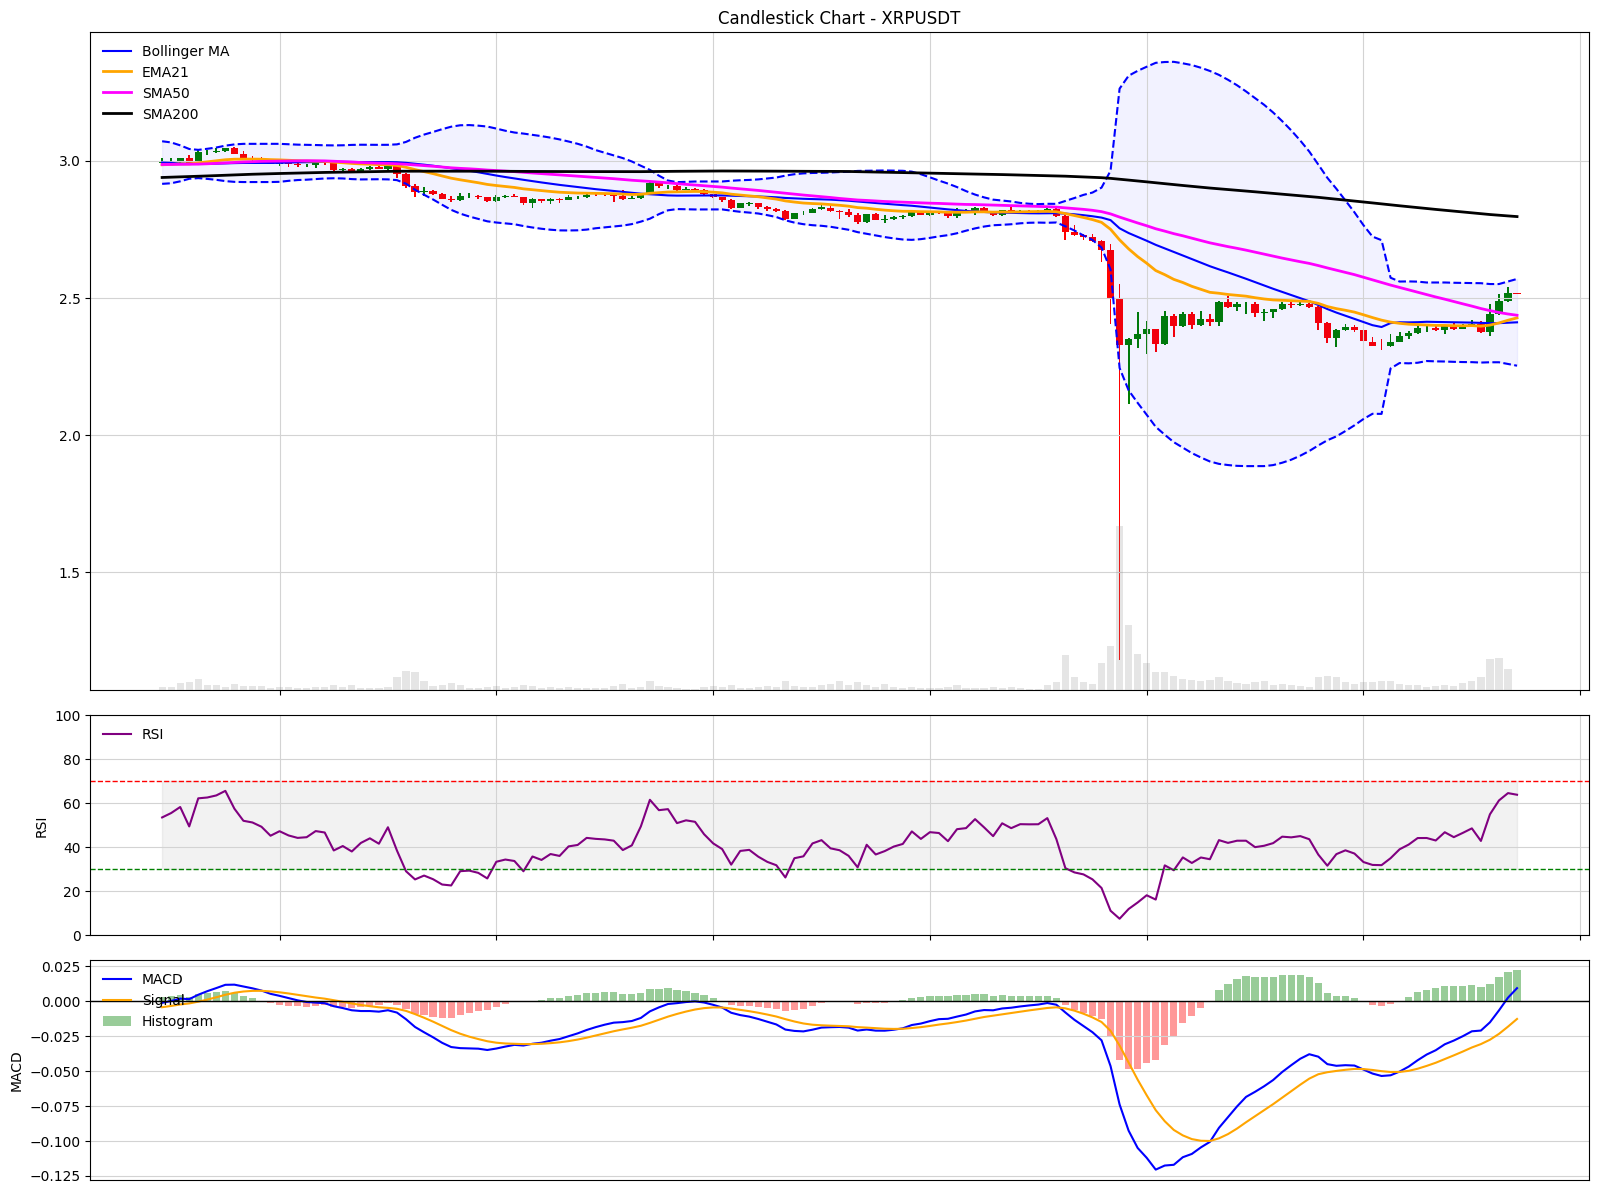 Candlestick Chart - XRPUSDT
Bollinger MA
EMA21
SMA50
SMA200
3.0
2.5
2.0
1.5
100
80
60
40
20
0
RSI
RSI
0.025
0.000
−0.025
−0.050
−0.075
−0.100
−0.125
MACD
MACD
Signal
Histogram